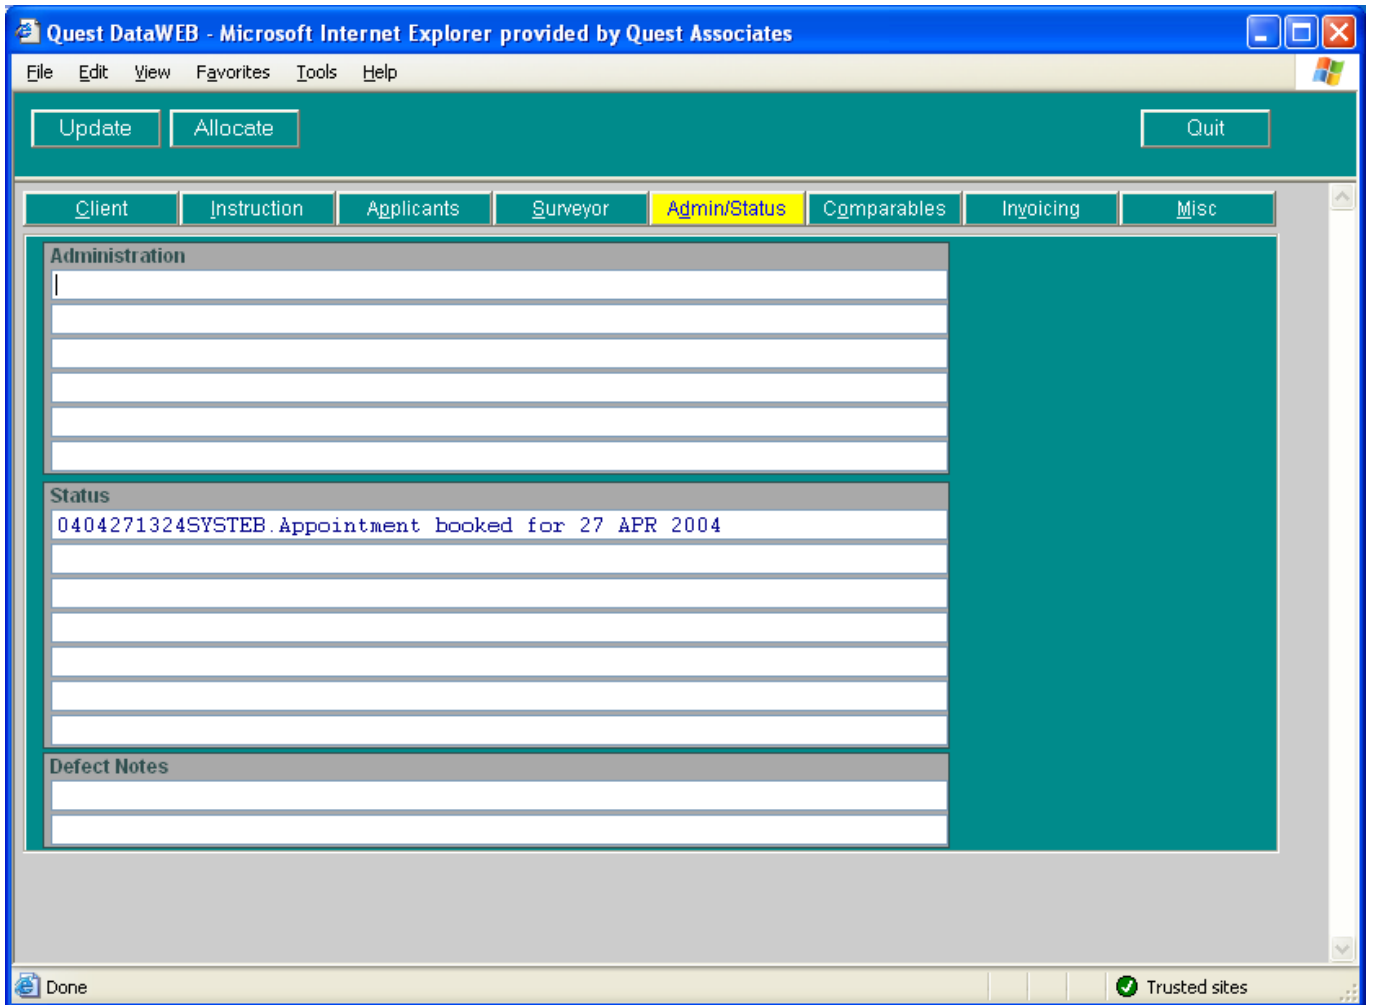 Quest DataWEB - Microsoft Internet Explorer provided by Quest Associates
File Edit View Favorites Tools Help
Update Allocate Quit
Client Instruction Applicants Surveyor Admin/Status Comparables Invoicing Misc
Administration
Status
0404271324SYSTEB.Appointment booked for 27 APR 2004
Defect Notes
Done Trusted sites